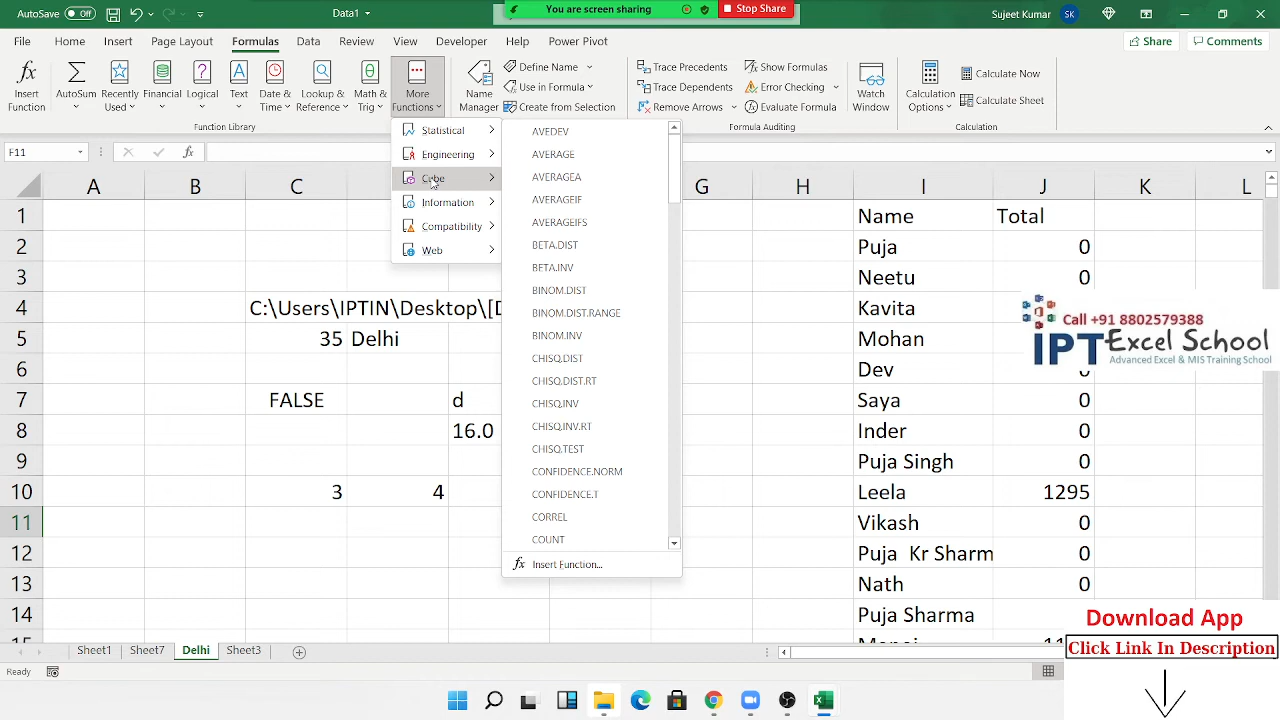 AutoSave Off
Data1
You are screen sharing
Stop Share
Sujeet Kumar SK
File Home Insert Page Layout Formulas Data Review View Developer Help Power Pivot
Share Comments
Insert Function
AutoSum
Recently Used
Financial
Logical
Text
Date & Time
Lookup & Reference
Math & Trig
More Functions
Name Manager
Define Name
Use in Formula
Create from Selection
Trace Precedents
Trace Dependents
Remove Arrows
Show Formulas
Error Checking
Evaluate Formula
Watch Window
Calculation Options
Calculate Now
Calculate Sheet
Function Library
Formula Auditing
Calculation
F11
fx
Statistical
Engineering
Cube
Information
Compatibility
Web
AVEDEV
AVERAGE
AVERAGEA
AVERAGEIF
AVERAGEIFS
BETA.DIST
BETA.INV
BINOM.DIST
BINOM.DIST.RANGE
BINOM.INV
CHISQ.DIST
CHISQ.DIST.RT
CHISQ.INV
CHISQ.INV.RT
CHISQ.TEST
CONFIDENCE.NORM
CONFIDENCE.T
CORREL
COUNT
fx Insert Function...
A B C G H I J K L
1 Name Total
2 Puja 0
3 Neetu 0
4 C:\Users\IPTIN\Desktop\[D Kavita
5 35 Delhi Mohan
6 Dev
7 FALSE d Saya 0
8 16.0 Inder 0
9 Puja Singh 0
10 3 4 Leela 1295
11 Vikash 0
12 Puja Kr Sharm 0
13 Nath 0
14 Puja Sharma
15
Call +91 8802579388
IPT Excel School
Advanced Excel & MIS Training School
Download App
Click Link In Description
Sheet1 Sheet7 Delhi Sheet3
Ready